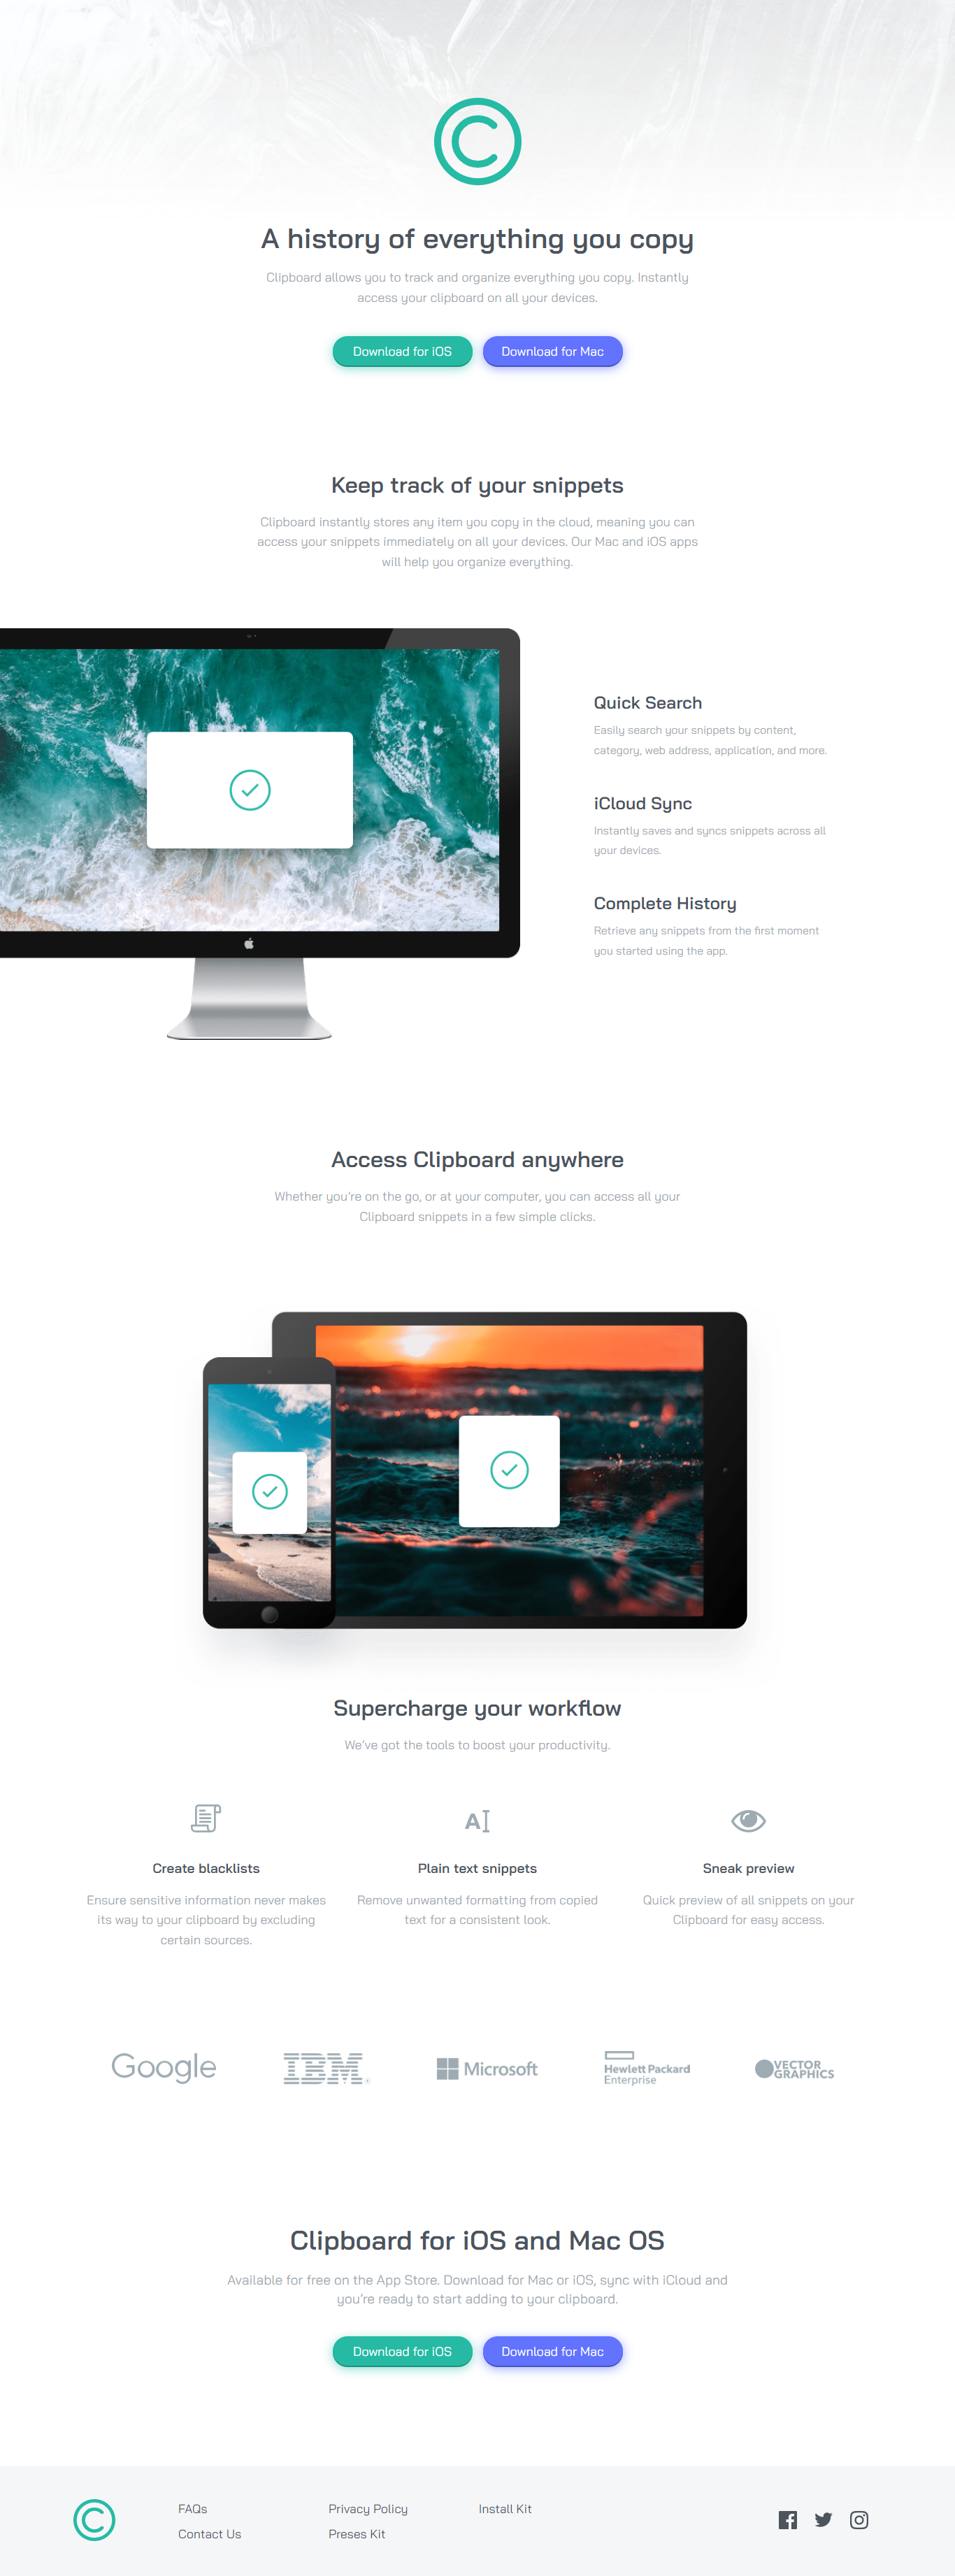 A history of everything you copy
Clipboard allows you to track and organize everything you copy. Instantly
access your clipboard on all your devices.
Download for iOS
Download for Mac
Keep track of your snippets
Clipboard instantly stores any item you copy in the cloud, meaning you can
access your snippets immediately on all your devices. Our Mac and iOS apps
will help you organize everything.
Quick Search
Easily search your snippets by content,
category, web address, application, and more.
iCloud Sync
Instantly saves and syncs snippets across all
your devices.
Complete History
Retrieve any snippets from the first moment
you started using the app.
Access Clipboard anywhere
Whether you're on the go, or at your computer, you can access all your
Clipboard snippets in a few simple clicks.
Supercharge your workflow
We've got the tools to boost your productivity.
Create blacklists
Ensure sensitive information never makes
its way to your clipboard by excluding
certain sources.
Plain text snippets
Remove unwanted formatting from copied
text for a consistent look.
Sneak preview
Quick preview of all snippets on your
Clipboard for easy access.
Google
IBM®
Microsoft
Hewlett Packard
Enterprise
VECTOR
GRAPHICS
Clipboard for iOS and Mac OS
Available for free on the App Store. Download for Mac or iOS, sync with iCloud and
you're ready to start adding to your clipboard.
Download for iOS
Download for Mac
FAQs
Contact Us
Privacy Policy
Preses Kit
Install Kit